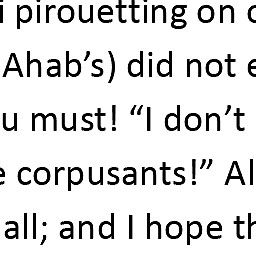 i pirouetting on
Ahab's) did not
u must! “I don't
e corpusants!” Al
all; and I hope th